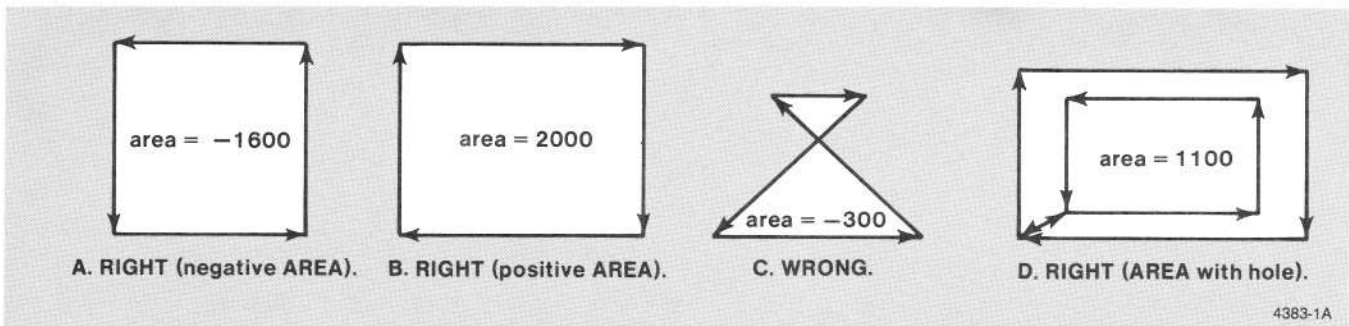 area = −1600
area = 2000
area = −300
area = 1100
A. RIGHT (negative AREA).
B. RIGHT (positive AREA).
C. WRONG.
D. RIGHT (AREA with hole).
4383-1A